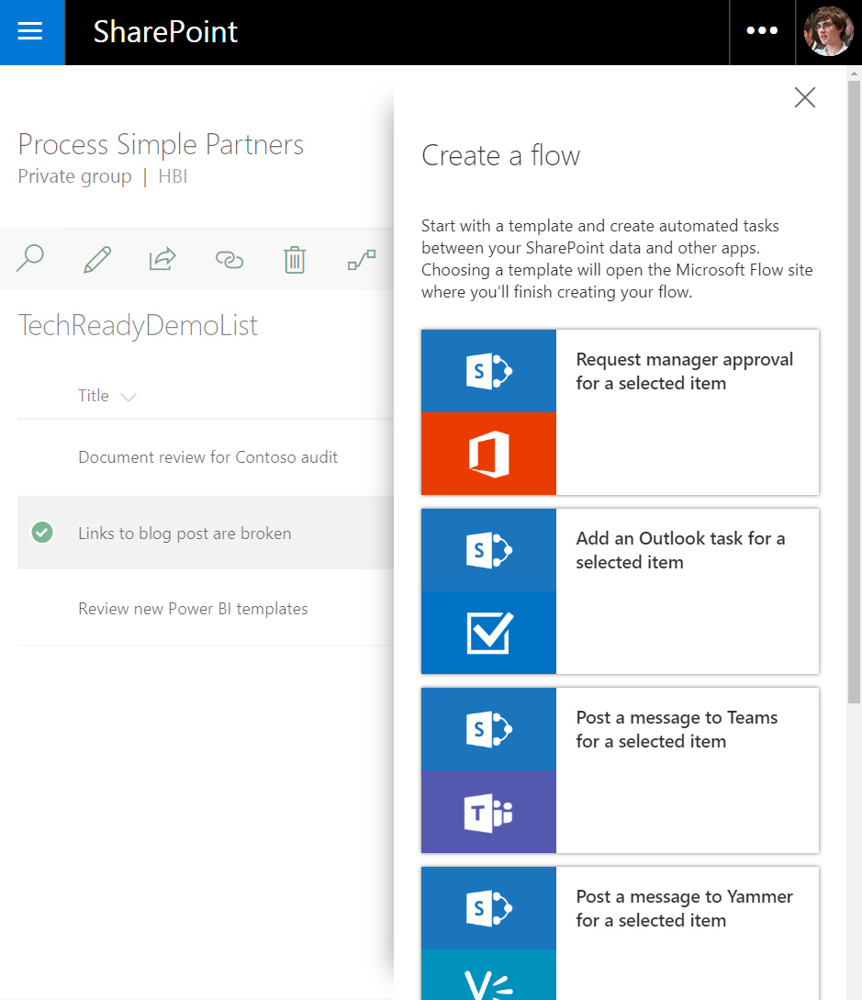 SharePoint
Process Simple Partners
Private group | HBI
TechReadyDemoList
Title
Document review for Contoso audit
Links to blog post are broken
Review new Power BI templates
Create a flow
Start with a template and create automated tasks
between your SharePoint data and other apps.
Choosing a template will open the Microsoft Flow site
where you'll finish creating your flow.
S
Request manager approval
for a selected item
S
Add an Outlook task for a
selected item
S
T
Post a message to Teams
for a selected item
S
Post a message to Yammer
for a selected item